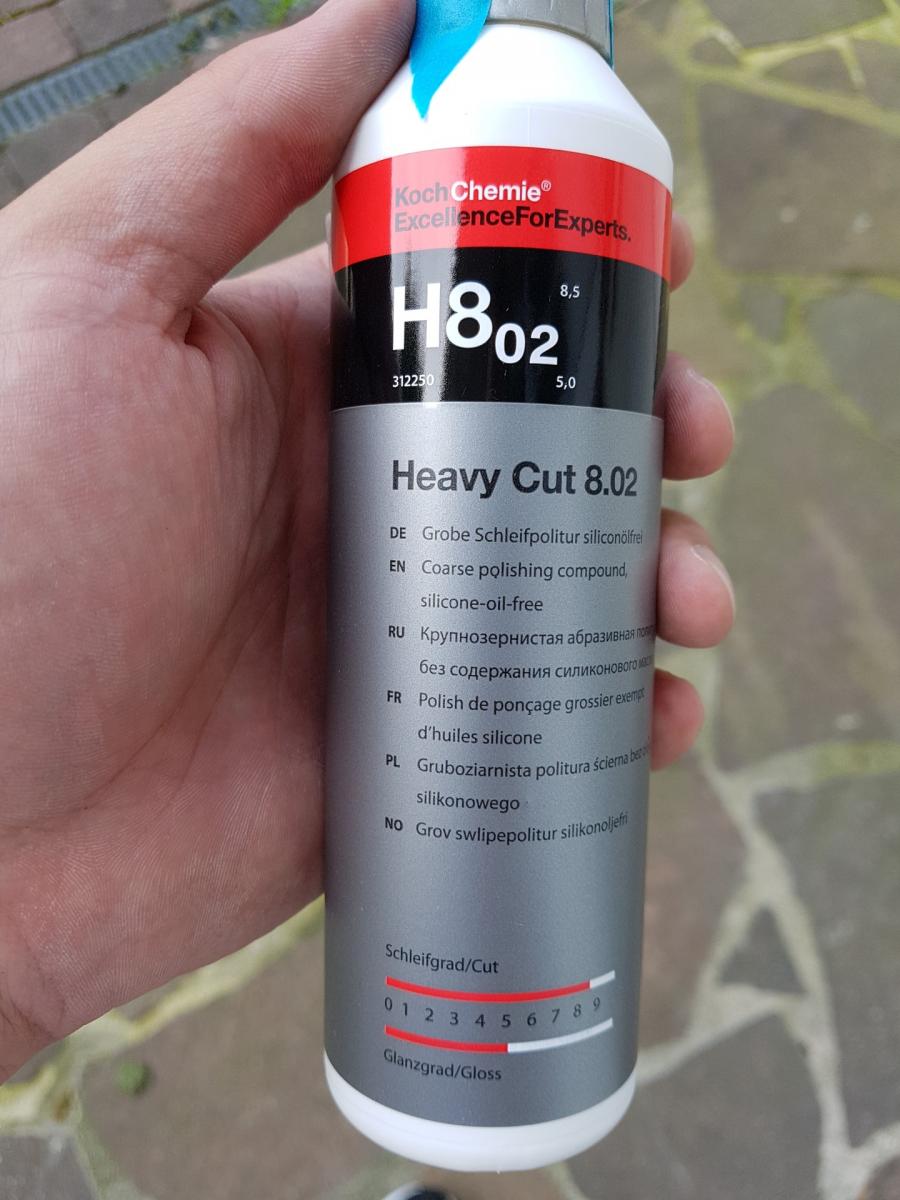 KochChemie®
ExcellenceForExperts.
H8 02 8,5
312250 5,0
Heavy Cut 8.02
DE Grobe Schleifpolitur siliconölfrei
EN Coarse polishing compound,
silicone-oil-free
RU Крупнозернистая абразивная
без содержания силиконового
FR Polish de ponçage grossier exempt
d'huiles silicone
PL Gruboziarnista politura ścierna bez
silikonowego
NO Grov swlipepolitur silikonoljefri
Schleifgrad/Cut
0 1 2 3 4 5 6 7 8 9
Glanzgrad/Gloss